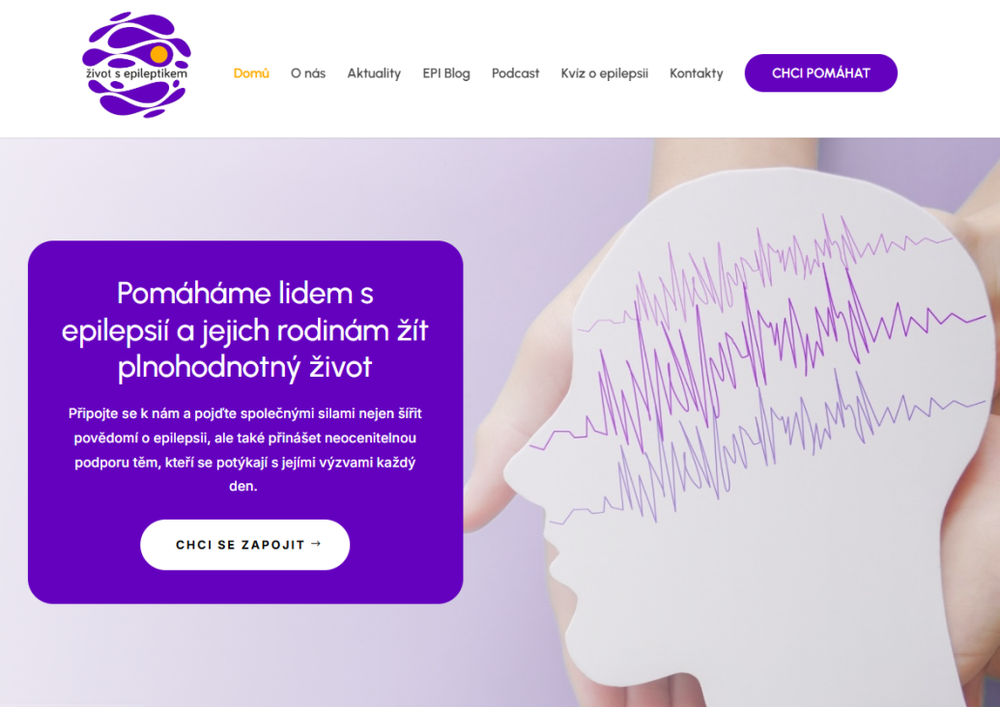 život s epileptikem
Domů
O nás
Aktuality
EPI Blog
Podcast
Kvíz o epilepsii
Kontakty
CHCI POMÁHAT
Pomáháme lidem s
epilepsií a jejich rodinám žít
plnohodnotný život
Připojte se k nám a pojďte společnými silami nejen šířit
povědomí o epilepsii, ale také přinášet neocenitelnou
podporu těm, kteří se potýkají s jejími výzvami každý
den.
CHCI SE ZAPOJIT →